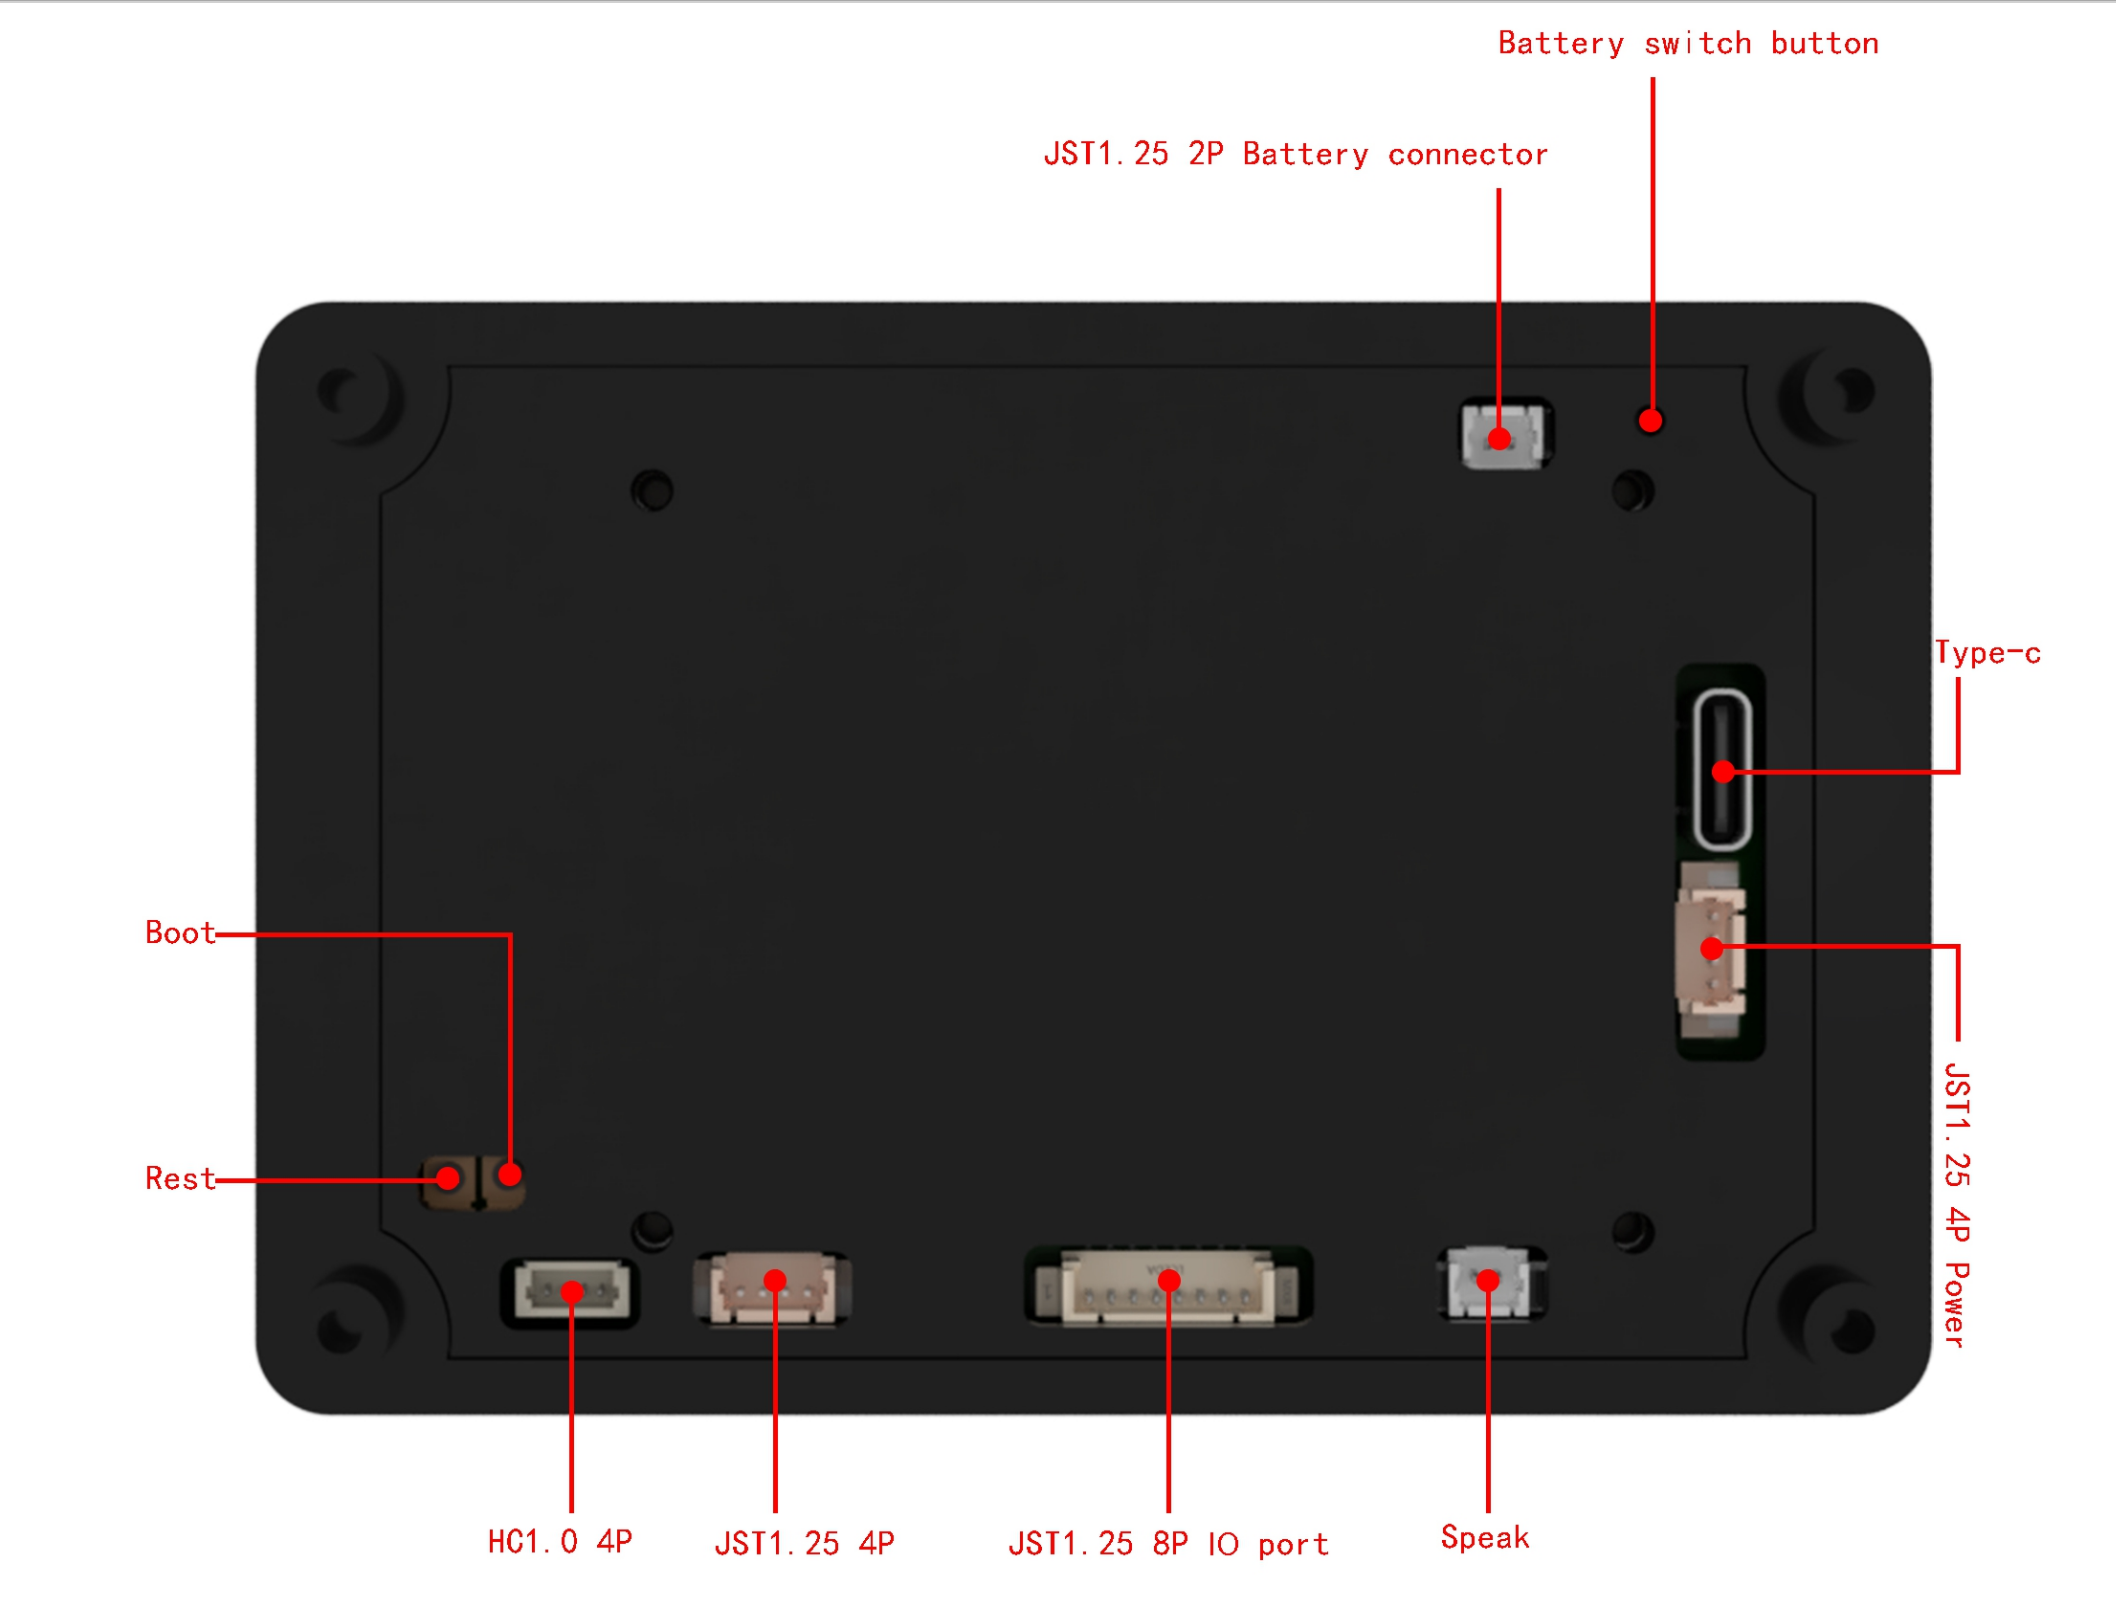 Battery switch button
JST1.25 2P Battery connector
Type-c
Boot
JST1.25 4P Power
Rest
HC1.0 4P
JST1.25 4P
JST1.25 8P IO port
Speak